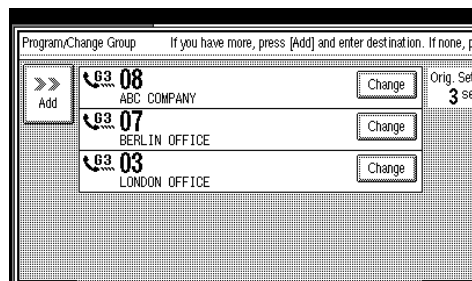 Program/Change Group If you have more, press [Add] and enter destination. If none, p
Add
G3 08 Change
ABC COMPANY
G3 07 Change
BERLIN OFFICE
G3 03 Change
LONDON OFFICE
Orig. Set
3 se